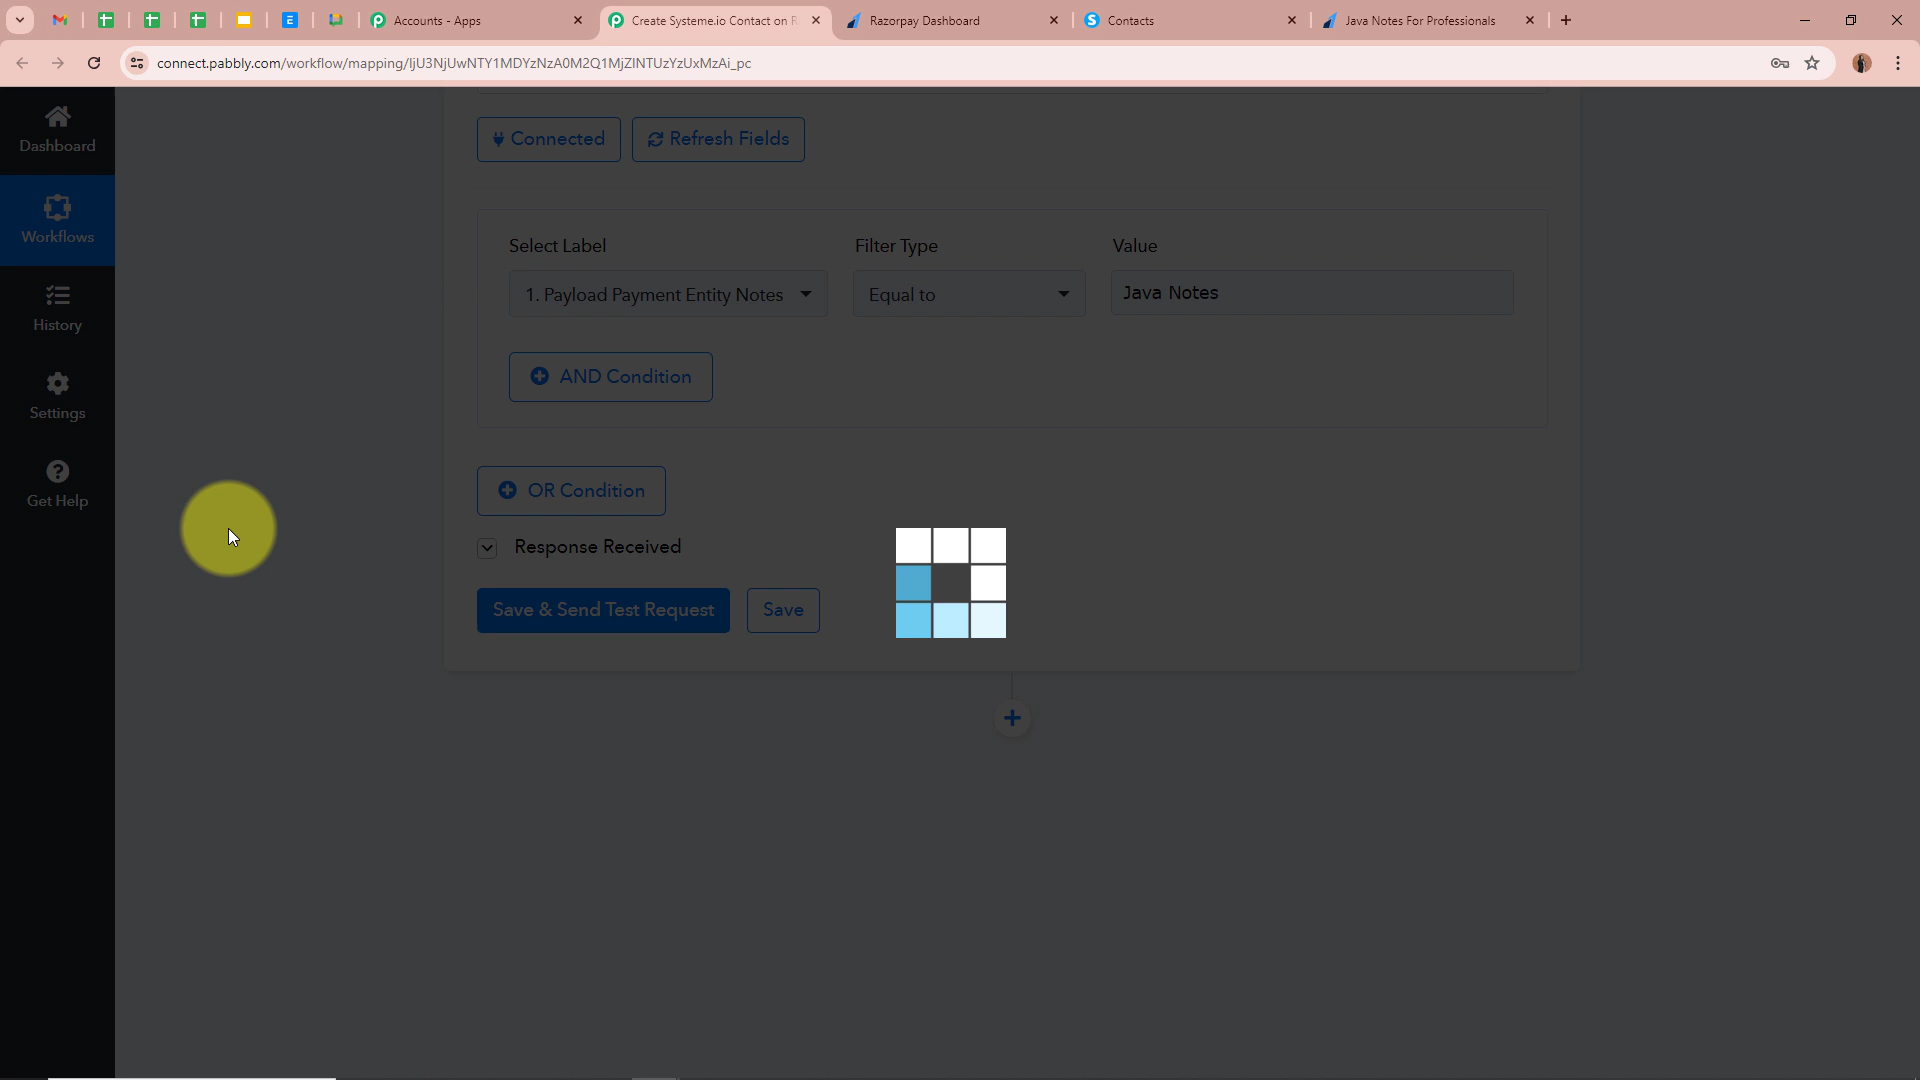 Accounts - Apps
Create Systeme.io Contact on R
Razorpay Dashboard
Contacts
Java Notes For Professionals
connect.pabbly.com/workflow/mapping/IjU3NjUwNTY1MDYzNzA0M2Q1MjZlNTUzYzUxMzAi_pc
Dashboard
Workflows
History
Settings
Get Help
Connected
Refresh Fields
Select Label
Filter Type
Value
1. Payload Payment Entity Notes
Equal to
Java Notes
AND Condition
OR Condition
Response Received
Save & Send Test Request
Save